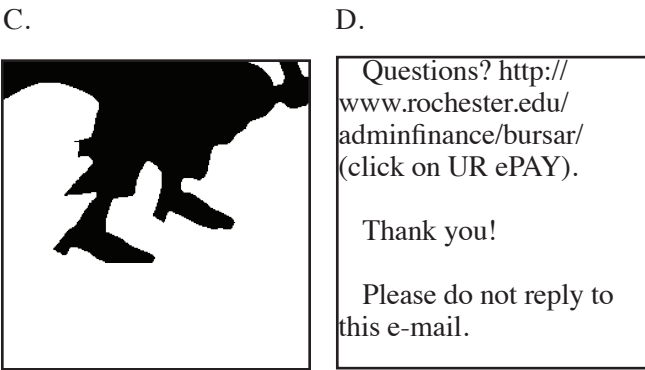 C.
D.
Questions? http://
www.rochester.edu/
adminfinance/bursar/
(click on UR ePAY).
Thank you!
Please do not reply to
this e-mail.